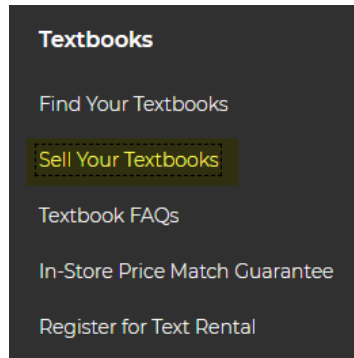 Textbooks
Find Your Textbooks
Sell Your Textbooks
Textbook FAQs
In-Store Price Match Guarantee
Register for Text Rental